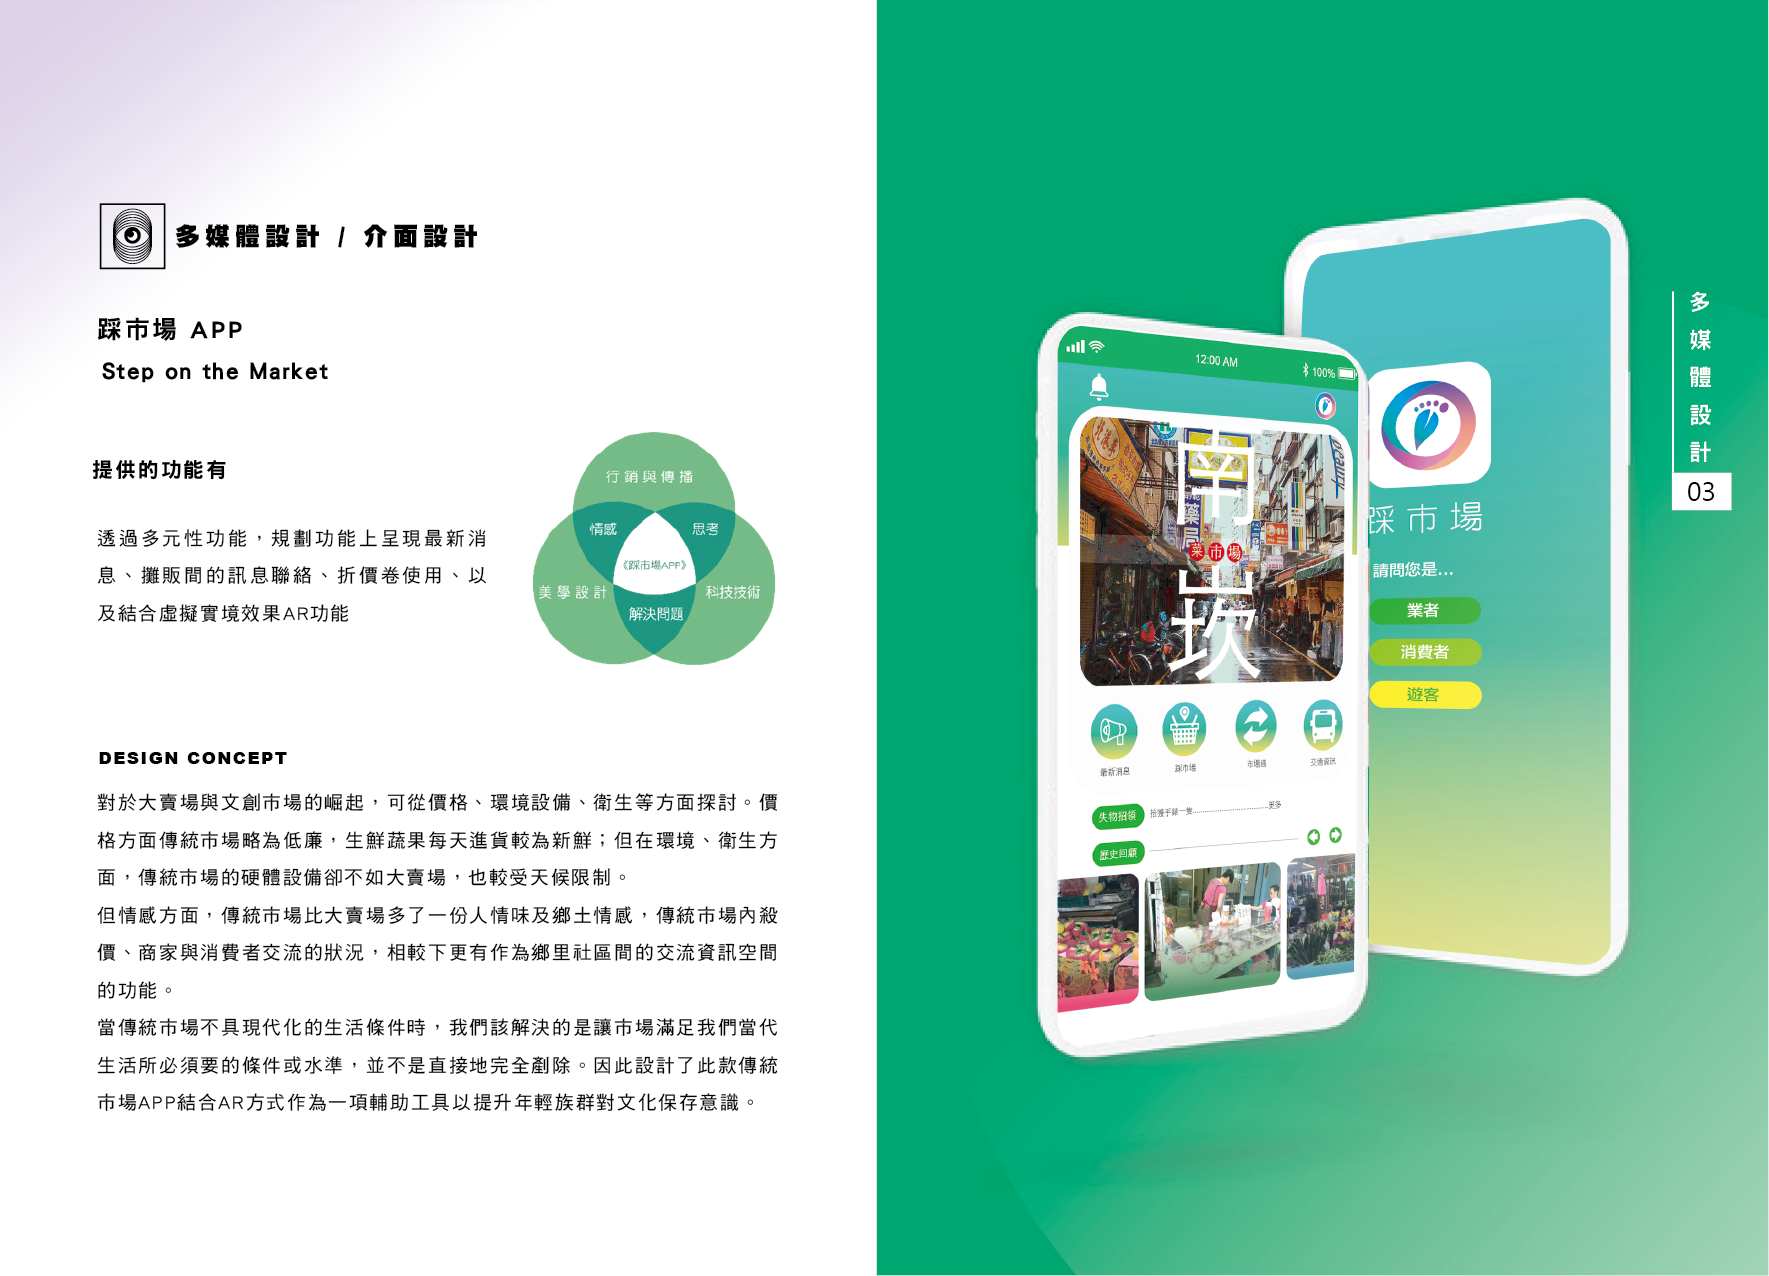 多媒體設計 / 介面設計
踩市場 APP
Step on the Market
提供的功能有
透過多元性功能，規劃功能上呈現最新消
息、攤販間的訊息聯絡、折價卷使用、以
及結合虛擬實境效果AR功能
行銷與傳播
情感
思考
《踩市場APP》
美學設計
科技技術
解決問題
DESIGN CONCEPT
對於大賣場與文創市場的崛起，可從價格、環境設備、衛生等方面探討。價
格方面傳統市場略為低廉，生鮮蔬果每天進貨較為新鮮；但在環境、衛生方
面，傳統市場的硬體設備卻不如大賣場，也較受天候限制。
但情感方面，傳統市場比大賣場多了一份人情味及鄉土情感，傳統市場內殺
價、商家與消費者交流的狀況，相較下更有作為鄉里社區間的交流資訊空間
的功能。
當傳統市場不具現代化的生活條件時，我們該解決的是讓市場滿足我們當代
生活所必須要的條件或水準，並不是直接地完全剷除。因此設計了此款傳統
市場APP結合AR方式作為一項輔助工具以提升年輕族群對文化保存意識。
12:00 AM
100%
南
菜市場
崁
藥局
最新消息
踩市場
市場通
交通資訊
失物招領
拾獲手錶一隻
更多
歷史回顧
踩市場
請問您是...
業者
消費者
遊客
多媒體設計
03